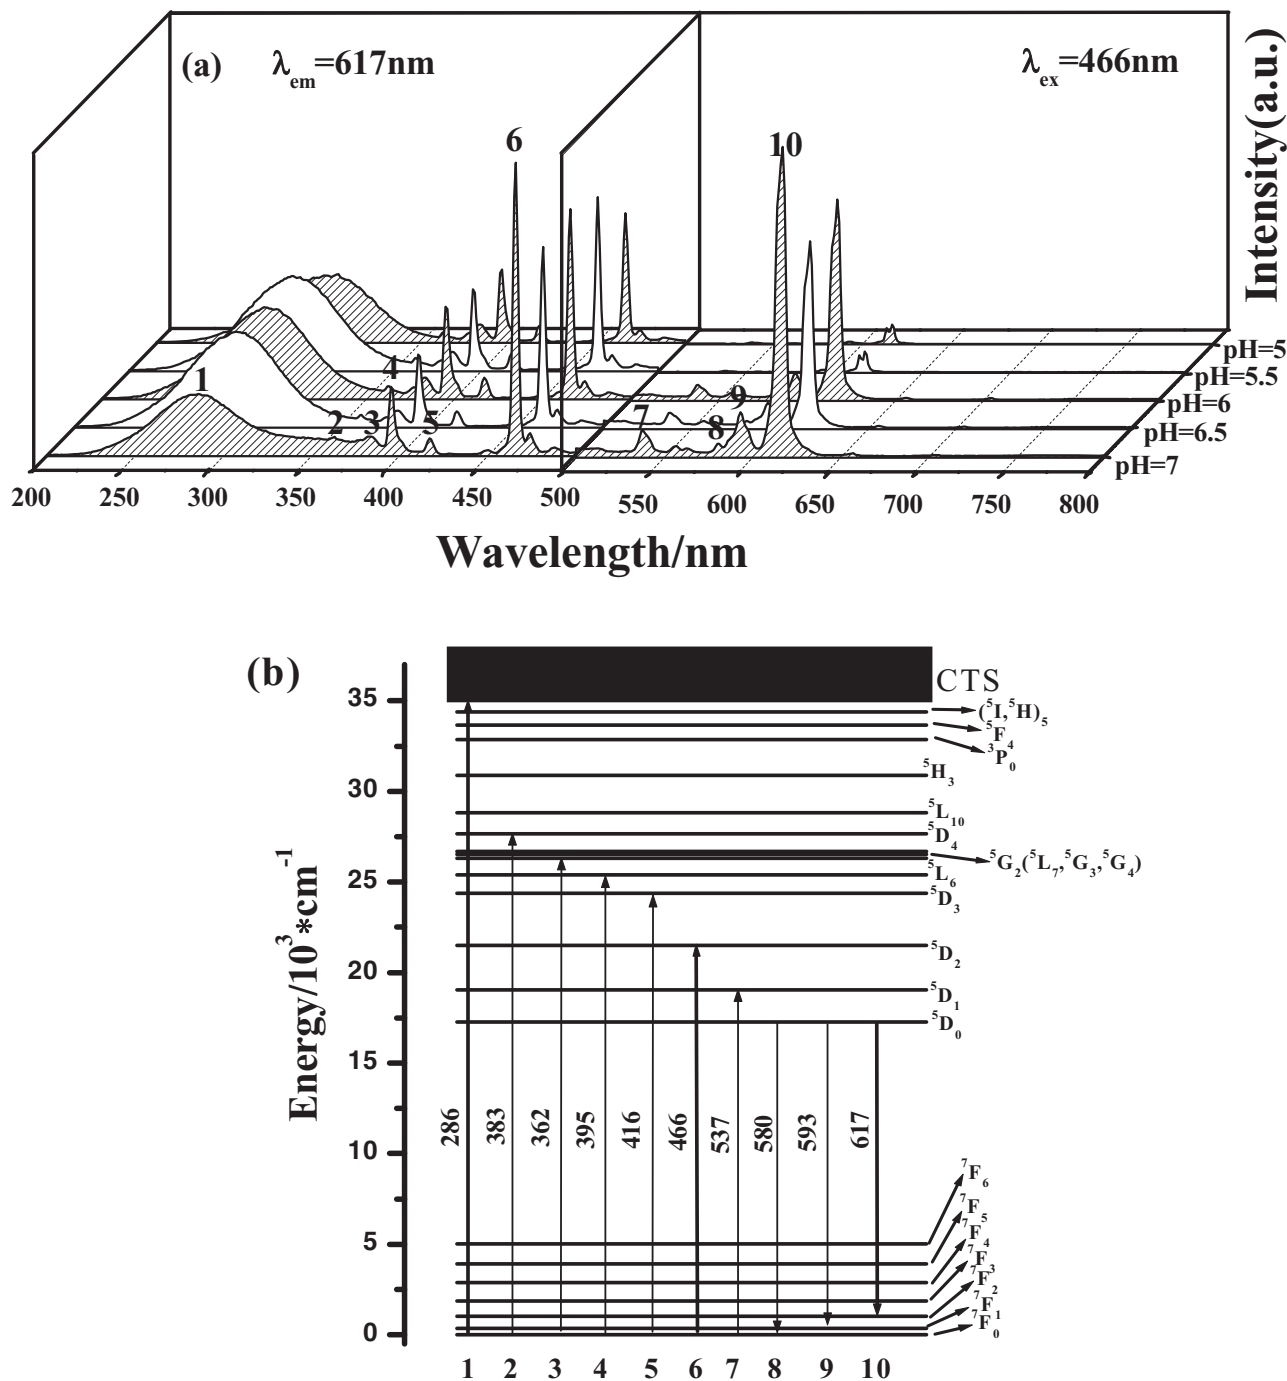 (a) λem=617nm λex=466nm
Intensity(a.u.)
6
10
1
4
2 3 5
7 8 9
pH=5
pH=5.5
pH=6
pH=6.5
pH=7
200 250 300 350 400 450 500 550 600 650 700 750 800
Wavelength/nm
(b)
Energy/10³*cm⁻¹
35
30
25
20
15
10
5
0
CTS
(⁵I,⁵H)₅
⁵F₄
³P₀
⁵H₃
⁵L₁₀
⁵D₄
⁵G₂(⁵L₇,⁵G₃,⁵G₄)
⁵L₆
⁵D₃
⁵D₂
⁵D₁
⁵D₀
286 383 362 395 416 466 537 580 593 617
⁷F₆
⁷F₅
⁷F₄
⁷F₃
⁷F₂
⁷F₁
⁷F₀
1 2 3 4 5 6 7 8 9 10